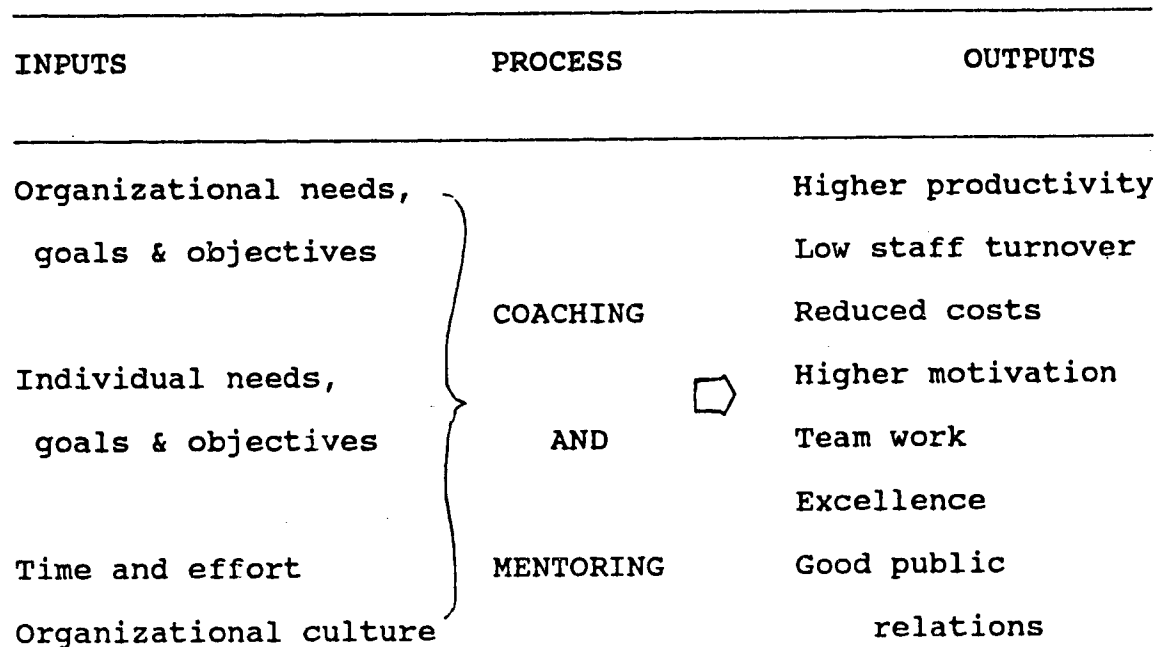 INPUTS PROCESS OUTPUTS
Organizational needs, Higher productivity
goals & objectives Low staff turnover
COACHING Reduced costs
Individual needs, Higher motivation
goals & objectives AND Team work
Excellence
Time and effort MENTORING Good public
Organizational culture relations